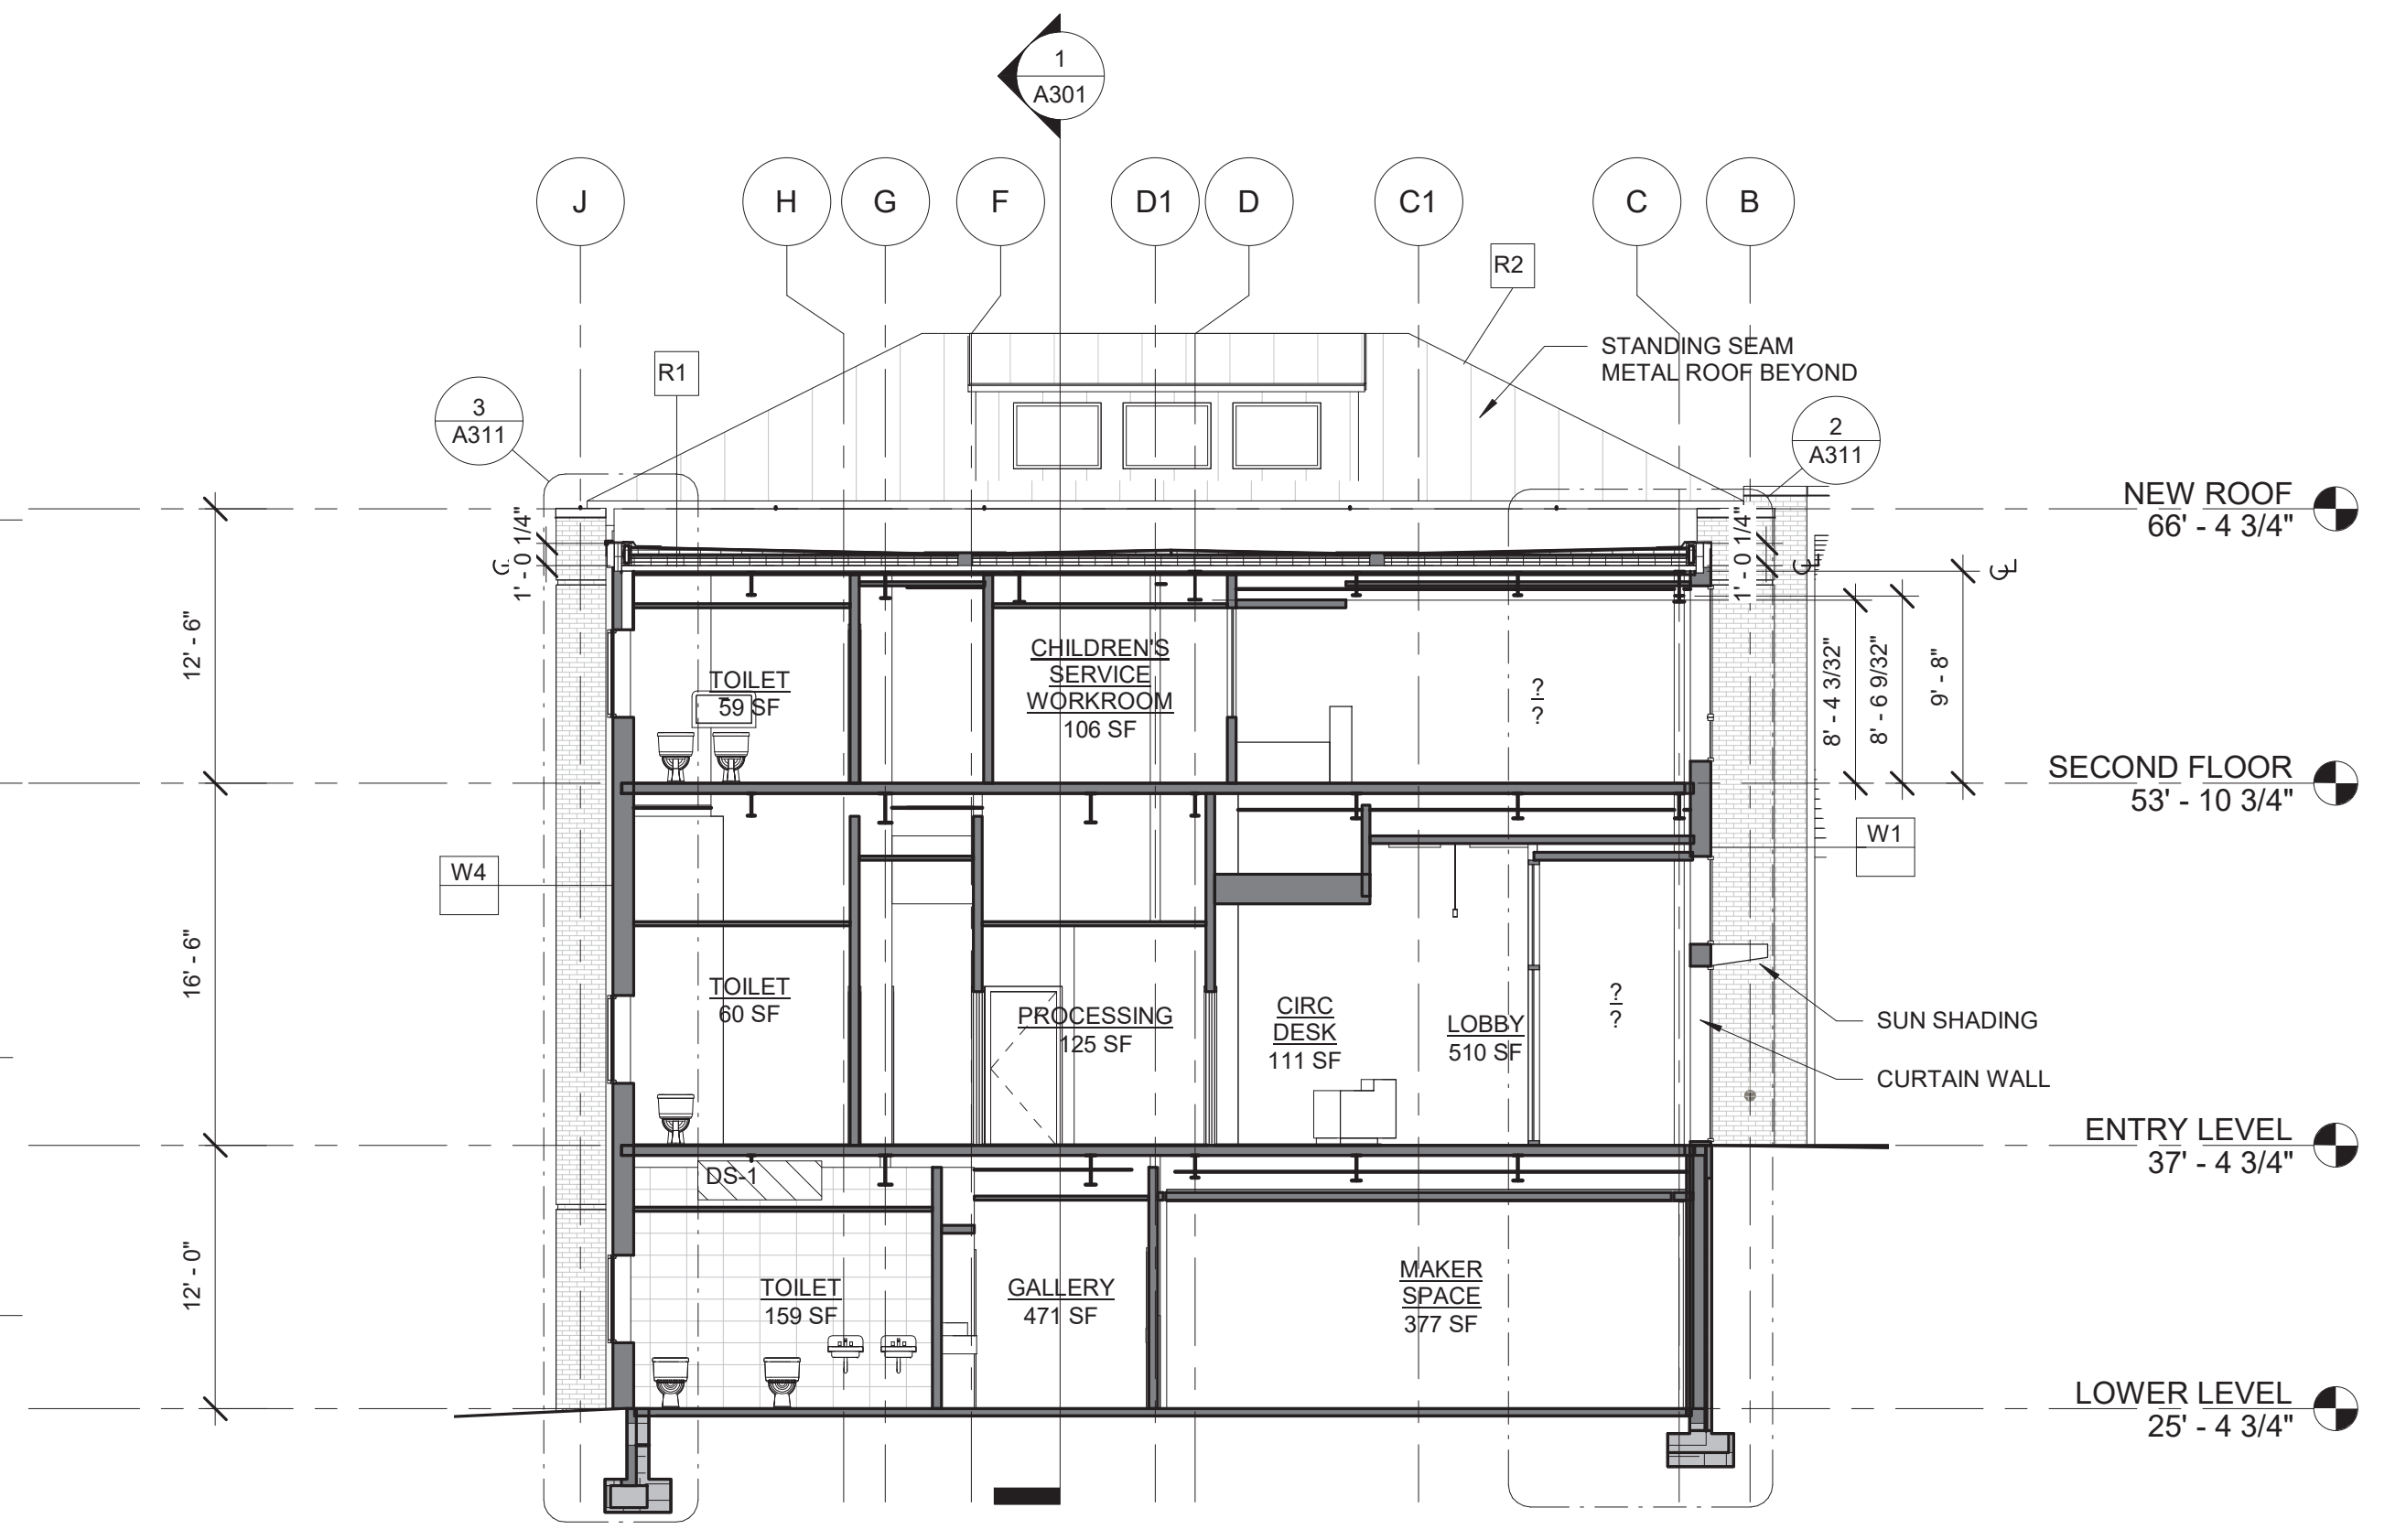 1
A301
J
H
G
F
D1
D
C1
C
B
R2
STANDING SEAM
METAL ROOF BEYOND
R1
3
A311
2
A311
NEW ROOF
66' - 4 3/4"
1' - 0 1/4"
1' - 0 1/4"
12' - 6"
CHILDREN'S
SERVICE
WORKROOM
106 SF
TOILET
59 SF
?
?
8' - 4 3/32"
8' - 6 9/32"
9' - 8"
SECOND FLOOR
53' - 10 3/4"
W4
W1
16' - 6"
TOILET
60 SF
PROCESSING
125 SF
CIRC
DESK
111 SF
LOBBY
510 SF
?
?
SUN SHADING
CURTAIN WALL
ENTRY LEVEL
37' - 4 3/4"
DS-1
12' - 0"
TOILET
159 SF
GALLERY
471 SF
MAKER
SPACE
377 SF
LOWER LEVEL
25' - 4 3/4"